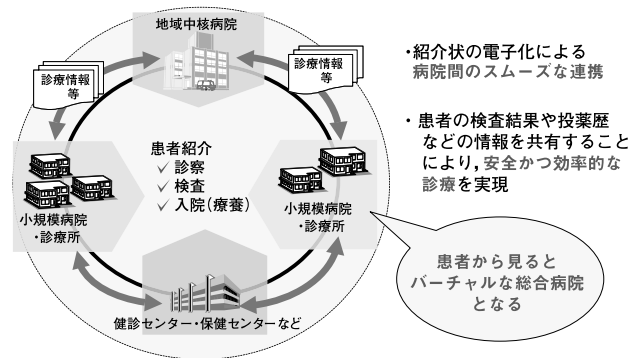 地域中核病院
診療情報
等
診療情報
等
患者紹介
✓ 診察
✓ 検査
✓ 入院(療養)
小規模病院
・診療所
小規模病院
・診療所
健診センター・保健センターなど
・紹介状の電子化による
病院間のスムーズな連携
・患者の検査結果や投薬歴
などの情報を共有すること
により，安全かつ効率的な
診療を実現
患者から見ると
バーチャルな総合病院
となる